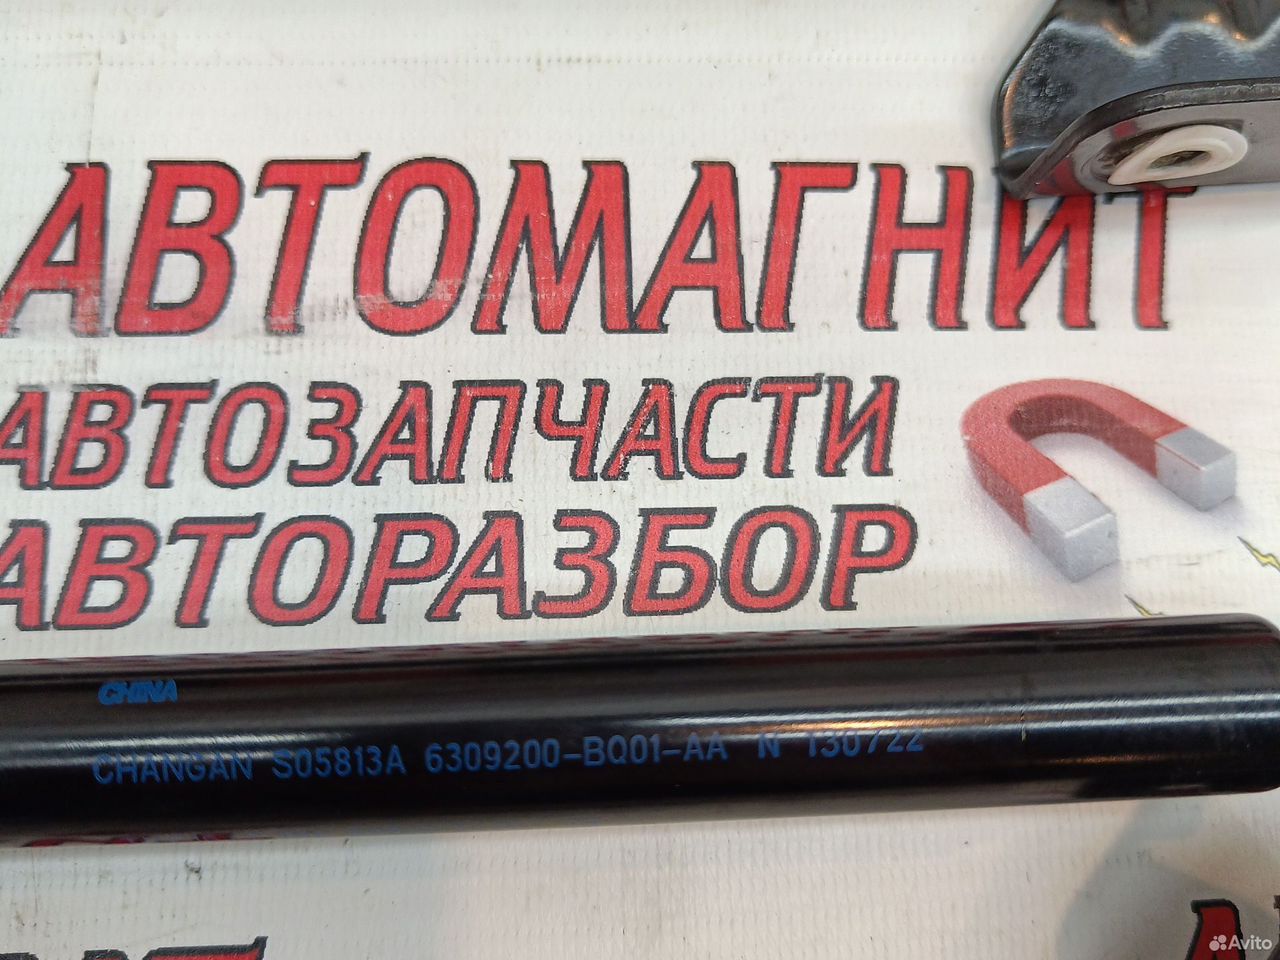 АВТОМАГНИТ
АВТОЗАПЧАСТИ
АВТОРАЗБОР
CHINA
CHANGAN S05813A 6309200-BQ01-AA N 130722
Avito